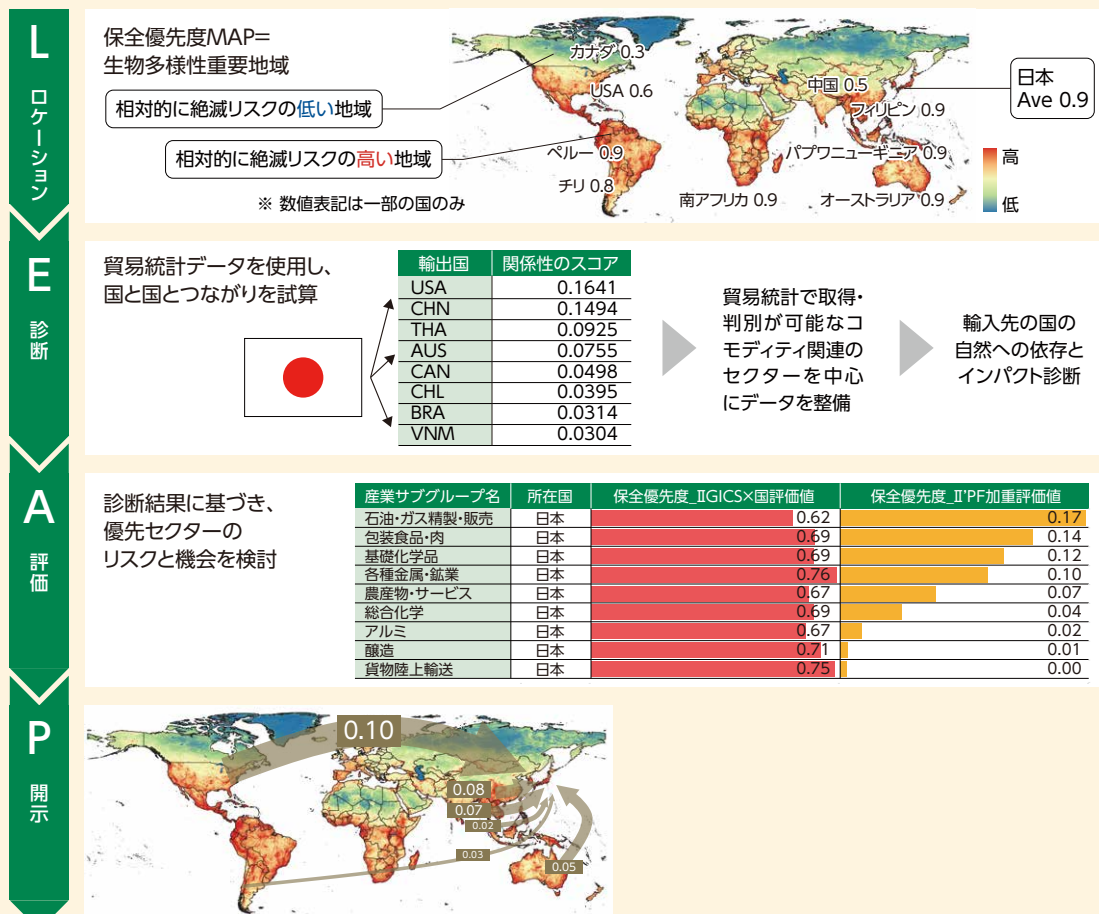 L
ロケーション
保全優先度MAP＝
生物多様性重要地域
相対的に絶滅リスクの低い地域
相対的に絶滅リスクの高い地域
※ 数値表記は一部の国のみ
カナダ 0.3
USA 0.6
中国 0.5
フィリピン 0.9
ペルー 0.9
パプワニューギニア 0.9
チリ 0.8
南アフリカ 0.9
オーストラリア 0.9
日本
Ave 0.9
高
低
E
診断
貿易統計データを使用し、
国と国とつながりを試算
輸出国 関係性のスコア
USA 0.1641
CHN 0.1494
THA 0.0925
AUS 0.0755
CAN 0.0498
CHL 0.0395
BRA 0.0314
VNM 0.0304
貿易統計で取得・
判別が可能なコ
モディティ関連の
セクターを中心
にデータを整備
輸入先の国の
自然への依存と
インパクト診断
A
評価
診断結果に基づき、
優先セクターの
リスクと機会を検討
産業サブグループ名 所在国 保全優先度_ⅡGICS×国評価値 保全優先度_Ⅱ'PF加重評価値
石油・ガス精製・販売 日本 0.62 0.17
包装食品・肉 日本 0.69 0.14
基礎化学品 日本 0.69 0.12
各種金属・鉱業 日本 0.76 0.10
農産物・サービス 日本 0.67 0.07
総合化学 日本 0.69 0.04
アルミ 日本 0.67 0.02
醸造 日本 0.71 0.01
貨物陸上輸送 日本 0.75 0.00
P
開示
0.10
0.08
0.07
0.02
0.03
0.05